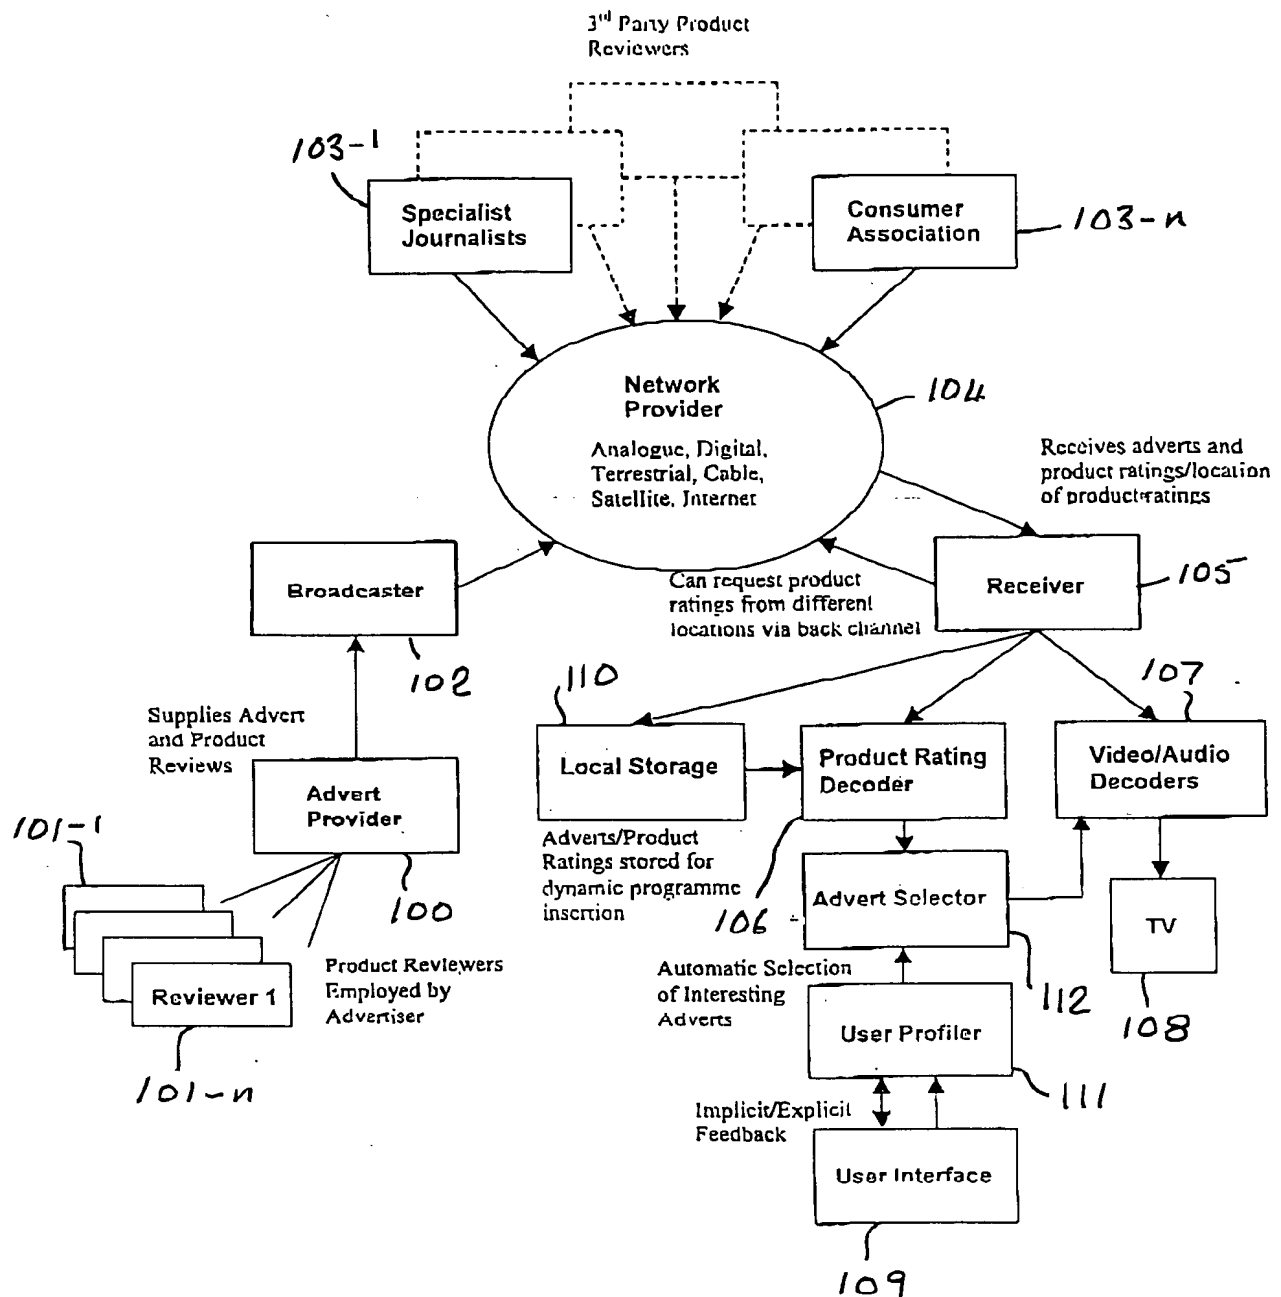 3rd Party Product
Reviewers
103-1
Specialist
Journalists
Consumer
Association
103-n
Network
Provider
104
Analogue, Digital,
Terrestrial, Cable,
Satellite, Internet
Receives adverts and
product ratings/location
of product ratings
Broadcaster
102
Can request product
ratings from different
locations via back channel
Receiver
105
110
107
Supplies Advert
and Product
Reviews
Local Storage
Product Rating
Decoder
Video/Audio
Decoders
101-1
Advert
Provider
100
Adverts/Product
Ratings stored for
dynamic programme
insertion
106
Advert Selector
112
TV
108
Reviewer 1
101-n
Product Reviewers
Employed by
Advertiser
Automatic Selection
of Interesting
Adverts
User Profiler
111
Implicit/Explicit
Feedback
User Interface
109